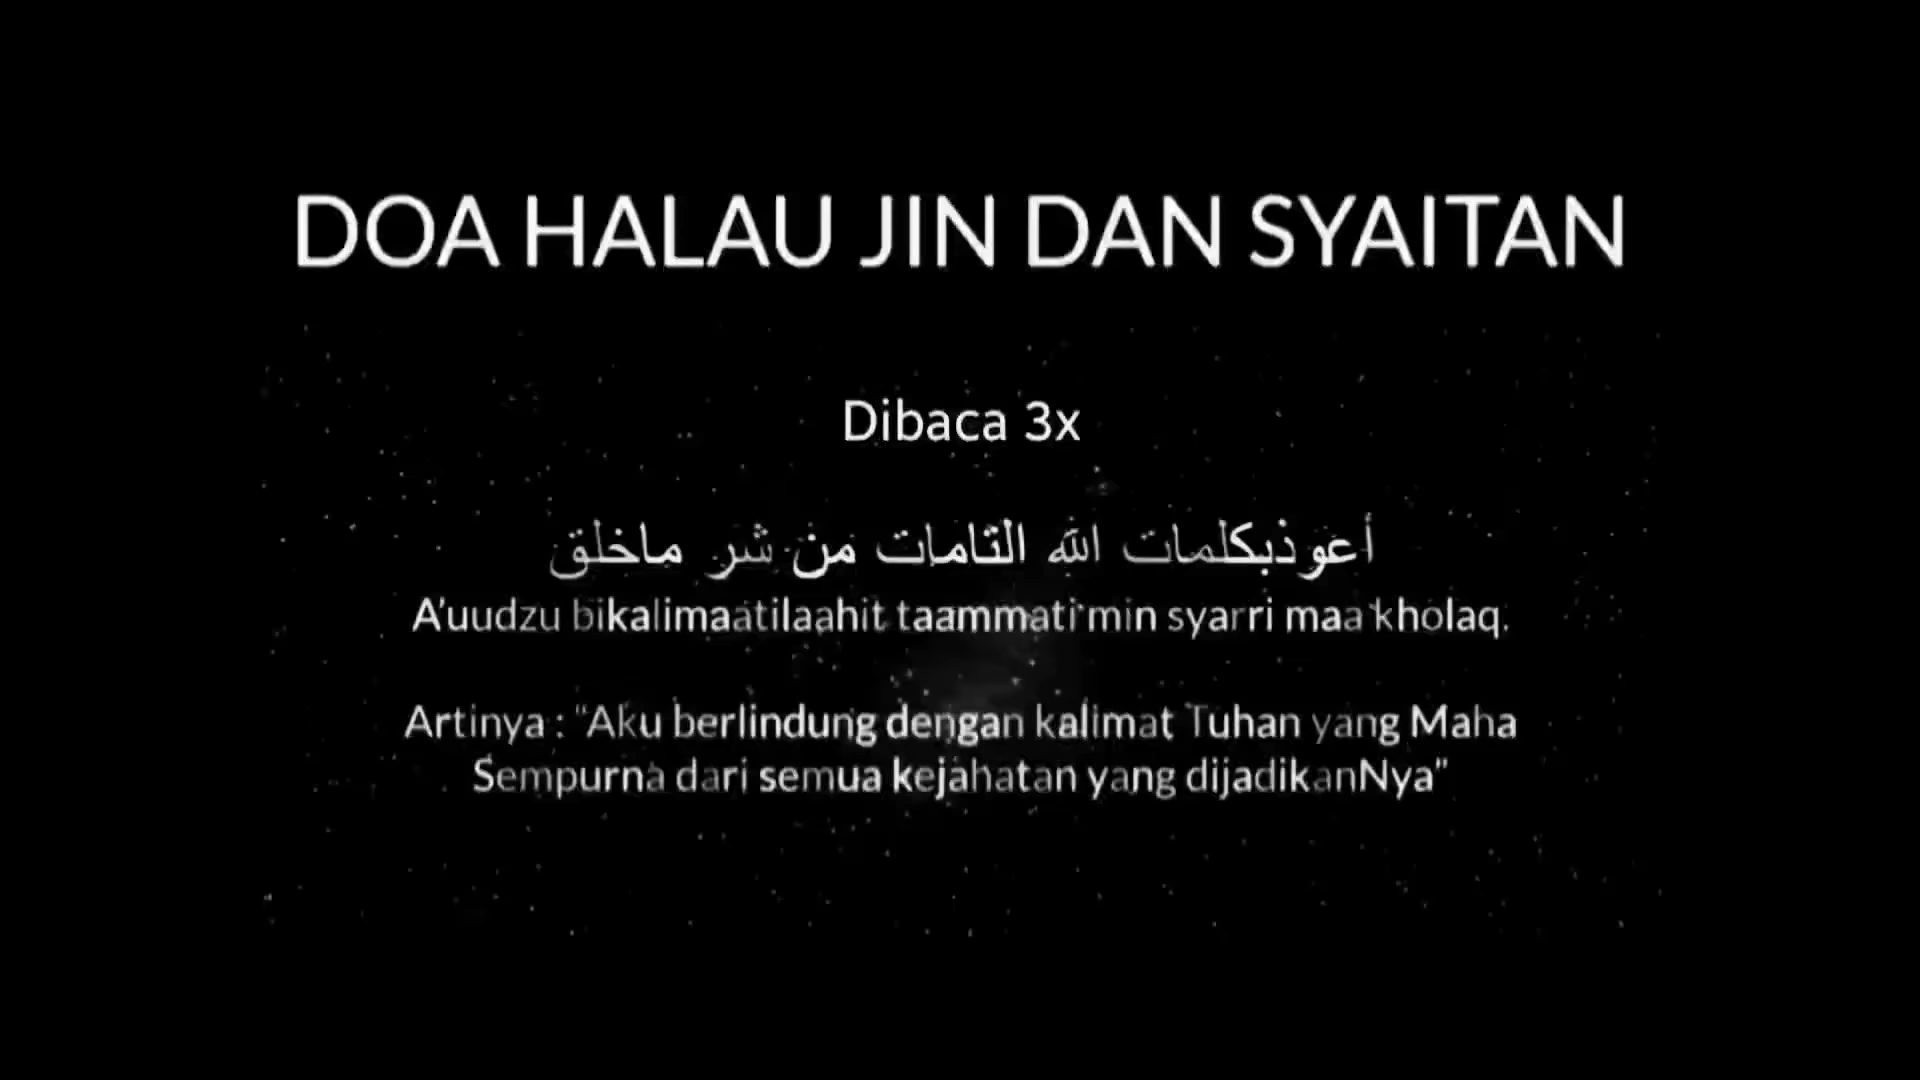 DOA HALAU JIN DAN SYAITAN
Dibaca 3x
أعوذبكلمات الله التامات من شر ماخلق
A'uudzu bikalimaatilaahit taammati min syarri maa kholaq.
Artinya : "Aku berlindung dengan kalimat Tuhan yang Maha
Sempurna dari semua kejahatan yang dijadikanNya"